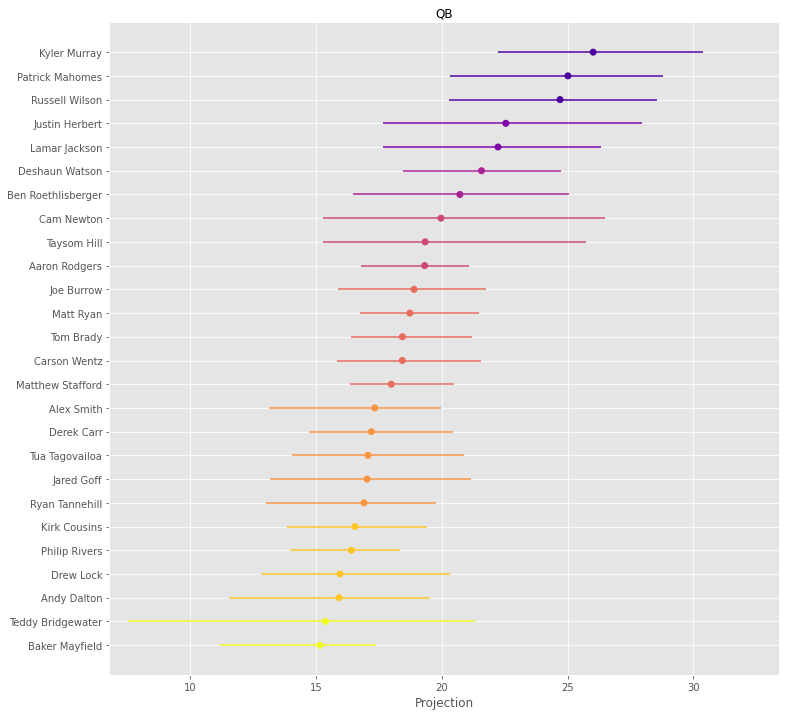 QB
Kyler Murray
Patrick Mahomes
Russell Wilson
Justin Herbert
Lamar Jackson
Deshaun Watson
Ben Roethlisberger
Cam Newton
Taysom Hill
Aaron Rodgers
Joe Burrow
Matt Ryan
Tom Brady
Carson Wentz
Matthew Stafford
Alex Smith
Derek Carr
Tua Tagovailoa
Jared Goff
Ryan Tannehill
Kirk Cousins
Philip Rivers
Drew Lock
Andy Dalton
Teddy Bridgewater
Baker Mayfield
10 15 20 25 30
Projection